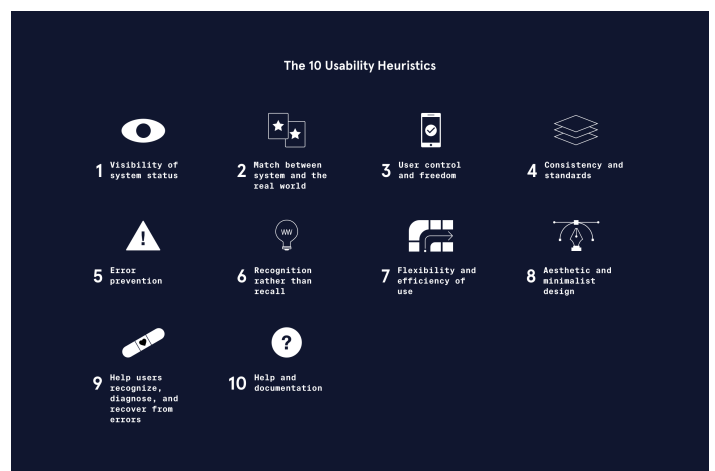 The 10 Usability Heuristics
1 Visibility of
system status
2 Match between
system and the
real world
3 User control
and freedom
4 Consistency and
standards
5 Error
prevention
6 Recognition
rather than
recall
7 Flexibility and
efficiency of
use
8 Aesthetic and
minimalist
design
9 Help users
recognize,
diagnose, and
recover from
errors
10 Help and
documentation